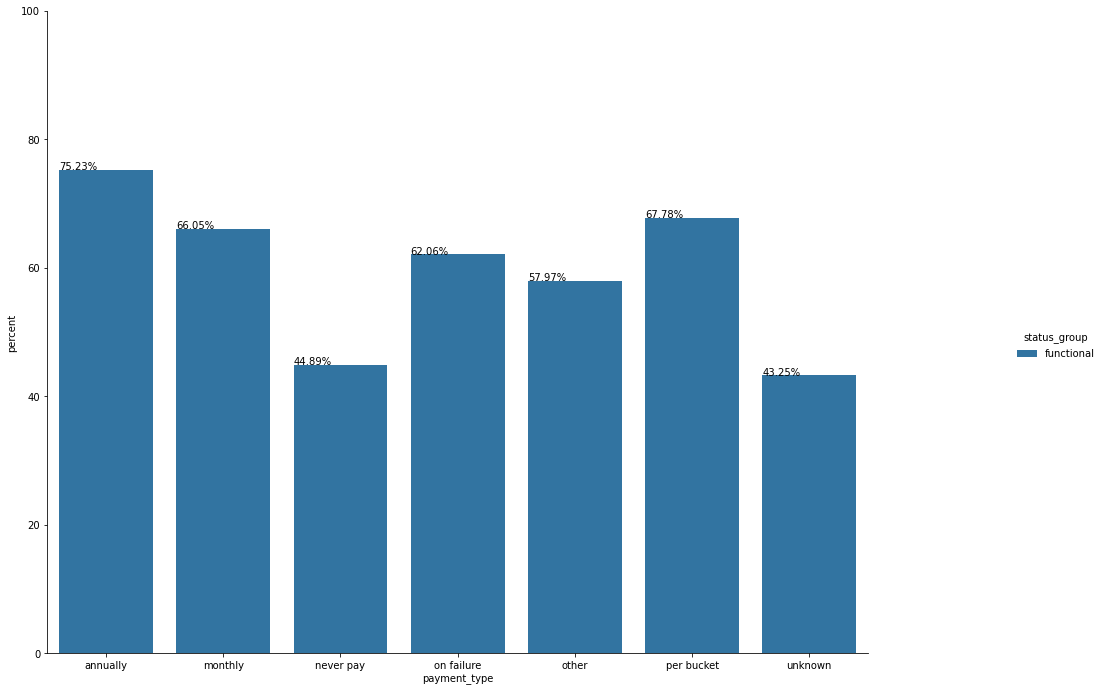 100
80
60
40
20
0
percent
75.23%
66.05%
44.89%
62.06%
57.97%
67.78%
43.25%
annually monthly never pay on failure other per bucket unknown
payment_type
status_group
functional